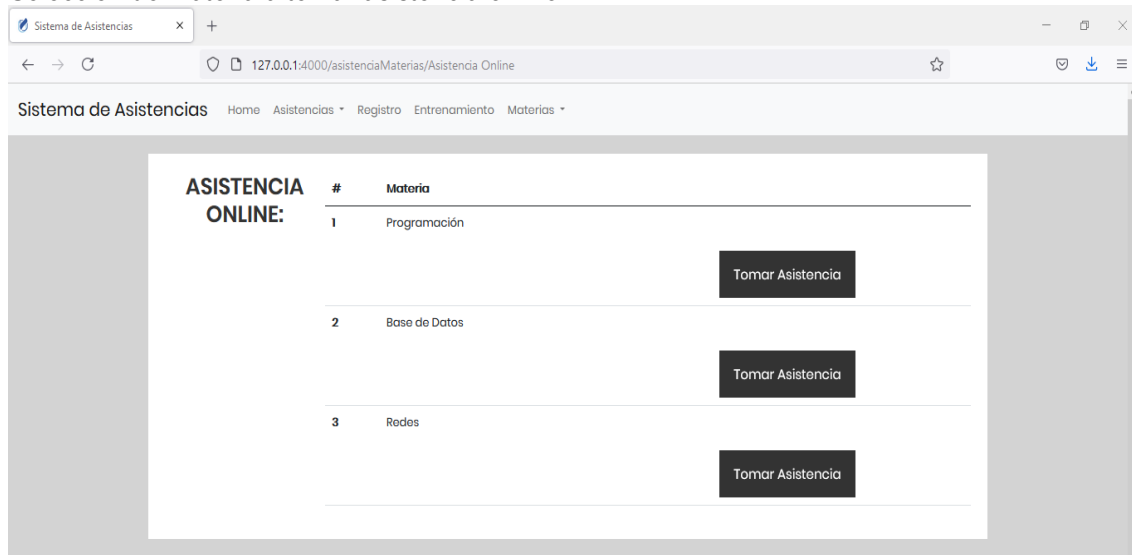 Sistema de Asistencias
127.0.0.1:4000/asistenciaMaterias/Asistencia Online
Sistema de Asistencias Home Asistencias Registro Entrenamiento Materias
ASISTENCIA
ONLINE:
# Materia
1 Programación
Tomar Asistencia
2 Base de Datos
Tomar Asistencia
3 Redes
Tomar Asistencia